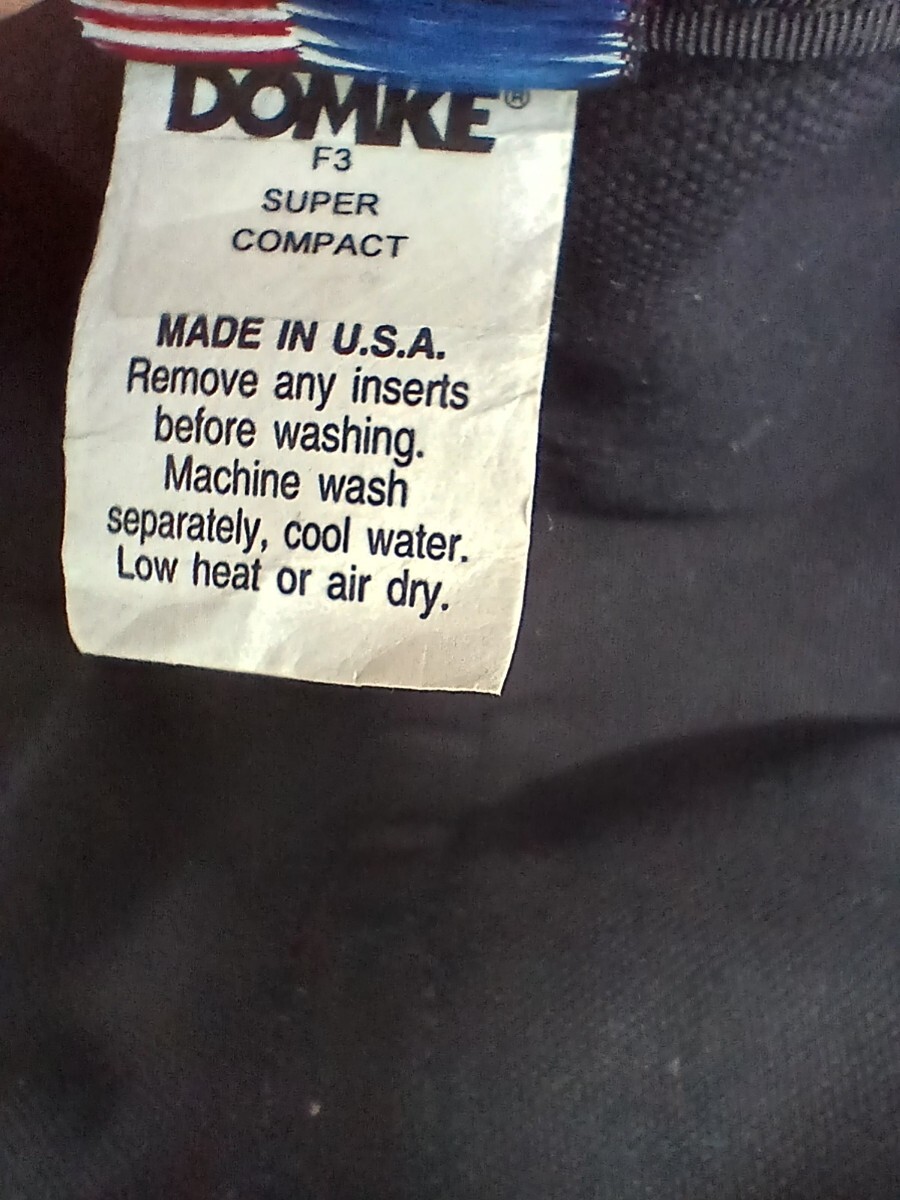 DOMKE®
F3
SUPER
COMPACT
MADE IN U.S.A.
Remove any inserts
before washing.
Machine wash
separately, cool water.
Low heat or air dry.